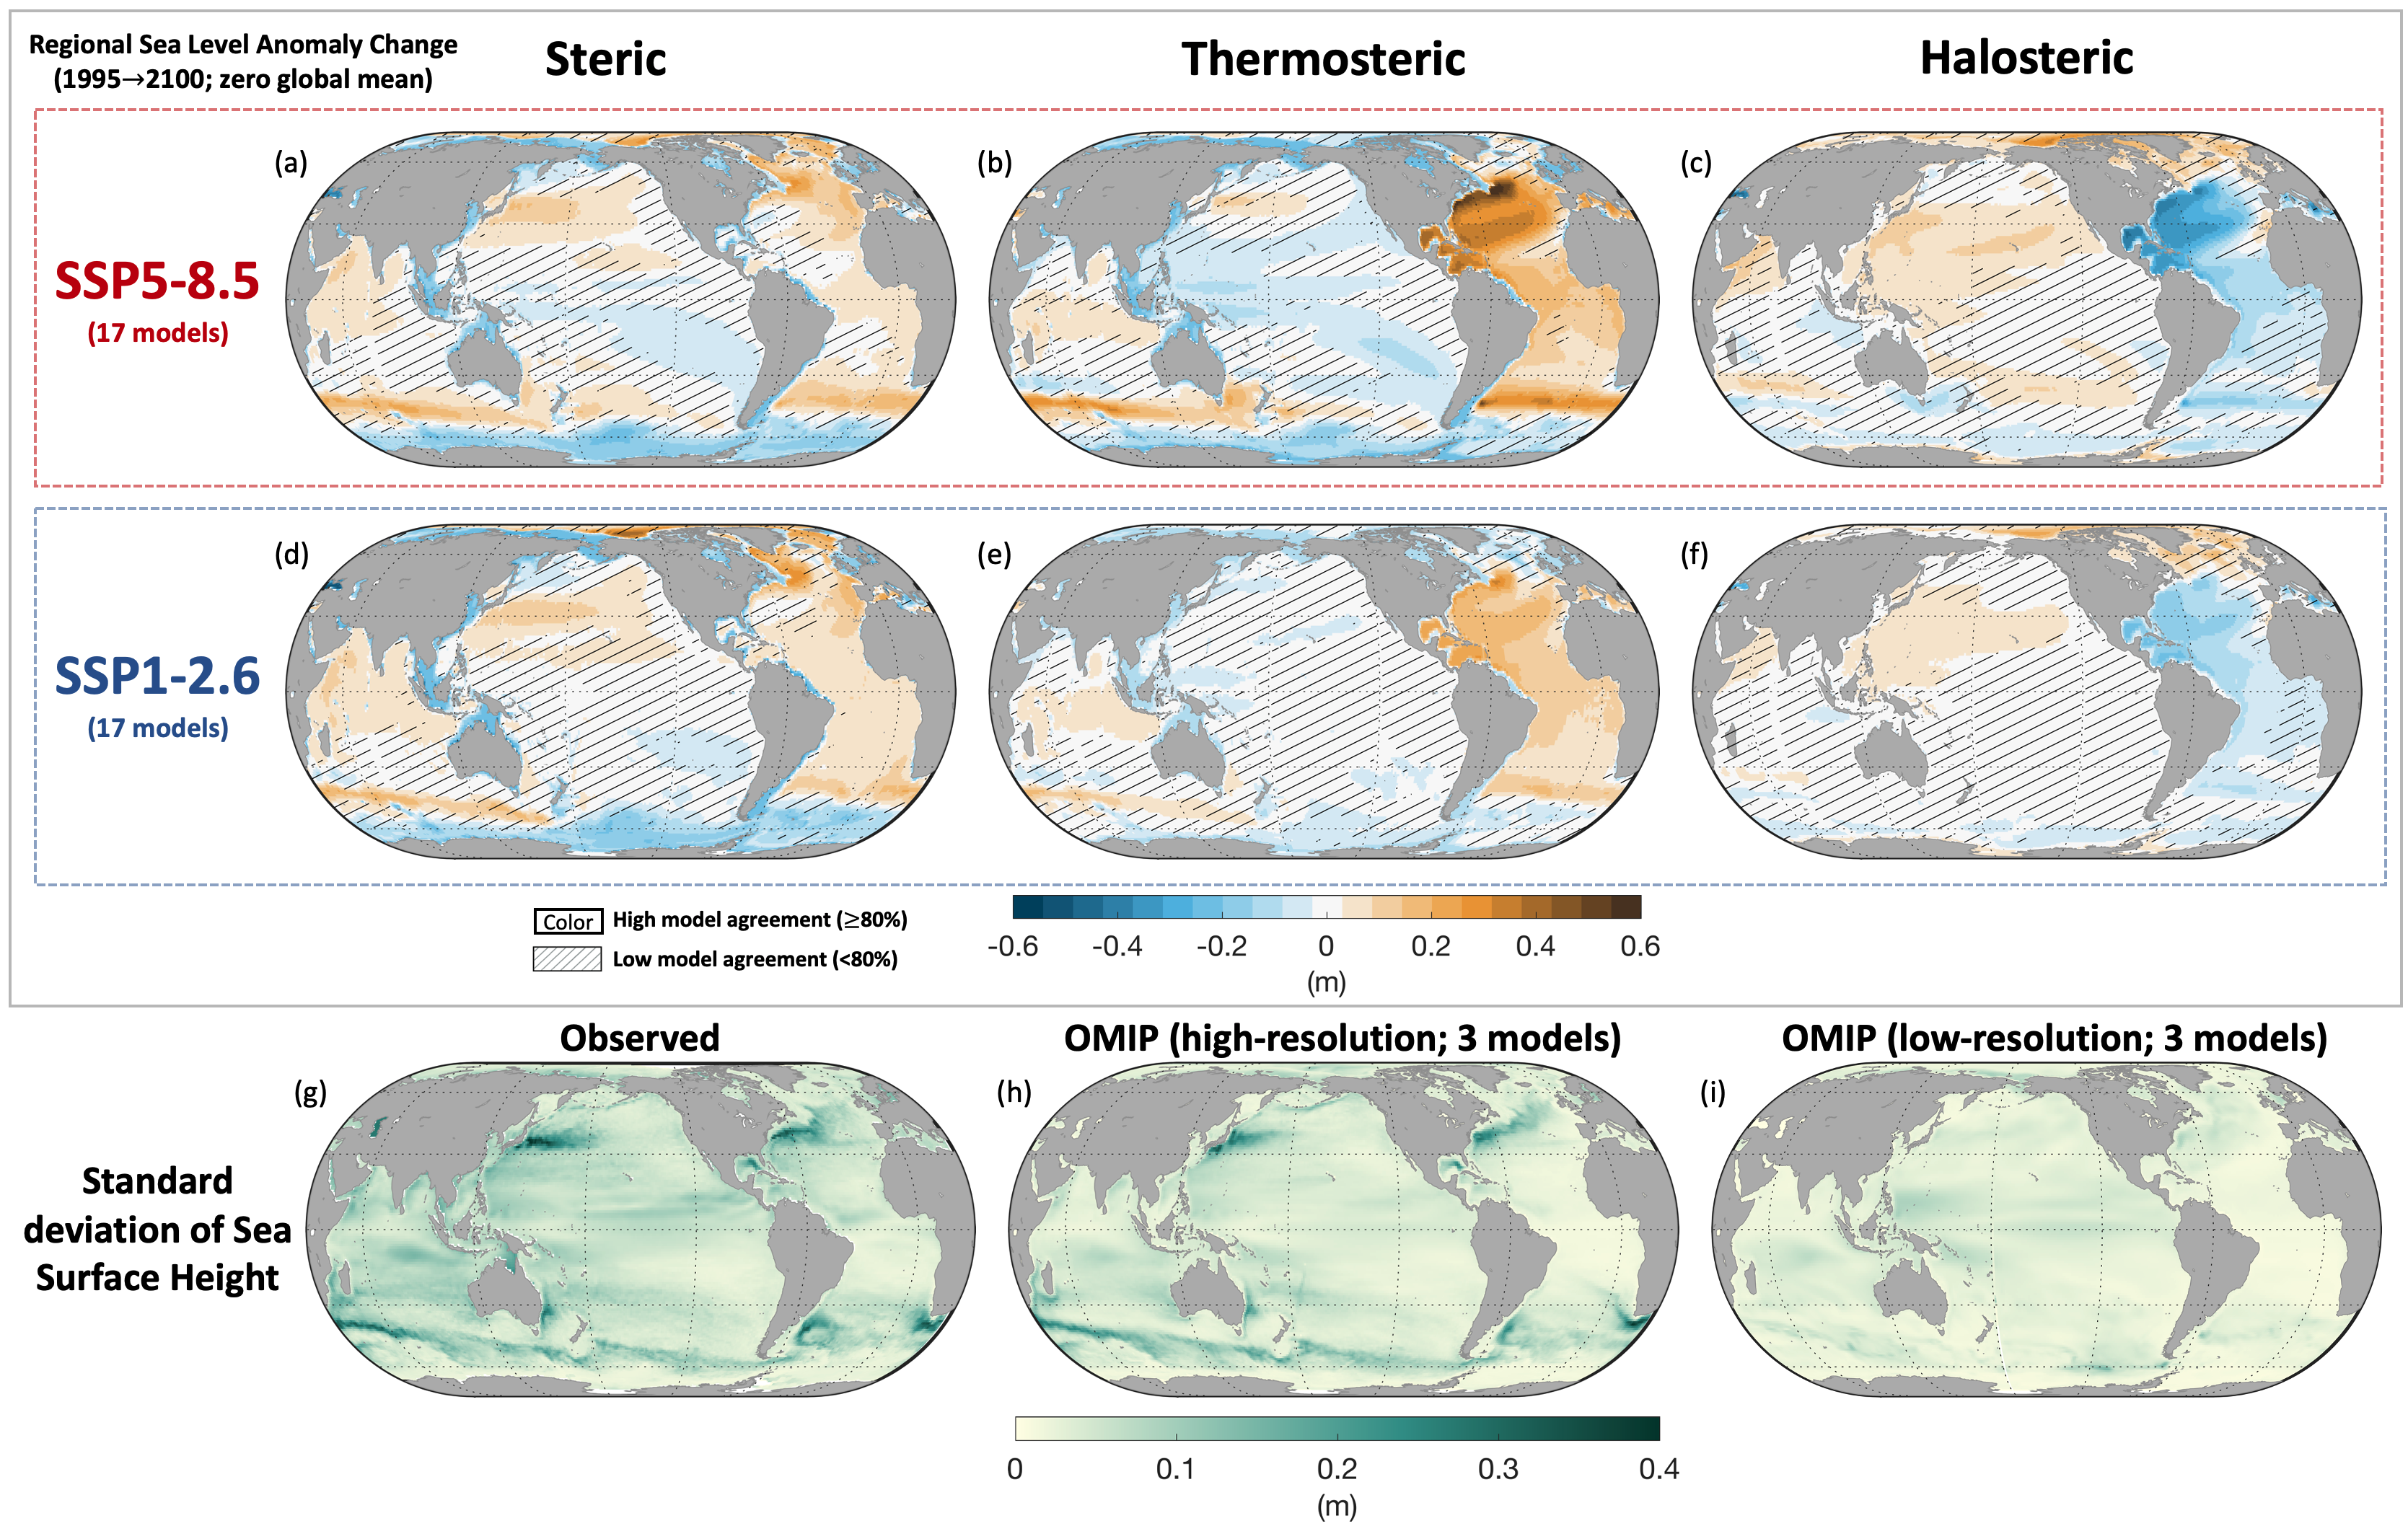 Regional Sea Level Anomaly Change
(1995→2100; zero global mean)
Steric
Thermosteric
Halosteric
SSP5-8.5
(17 models)
(a)
(b)
(c)
SSP1-2.6
(17 models)
(d)
(e)
(f)
Color High model agreement (≥80%)
Low model agreement (<80%)
-0.6 -0.4 -0.2 0 0.2 0.4 0.6
(m)
Observed
OMIP (high-resolution; 3 models)
OMIP (low-resolution; 3 models)
(g)
(h)
(i)
Standard
deviation of Sea
Surface Height
0 0.1 0.2 0.3 0.4
(m)